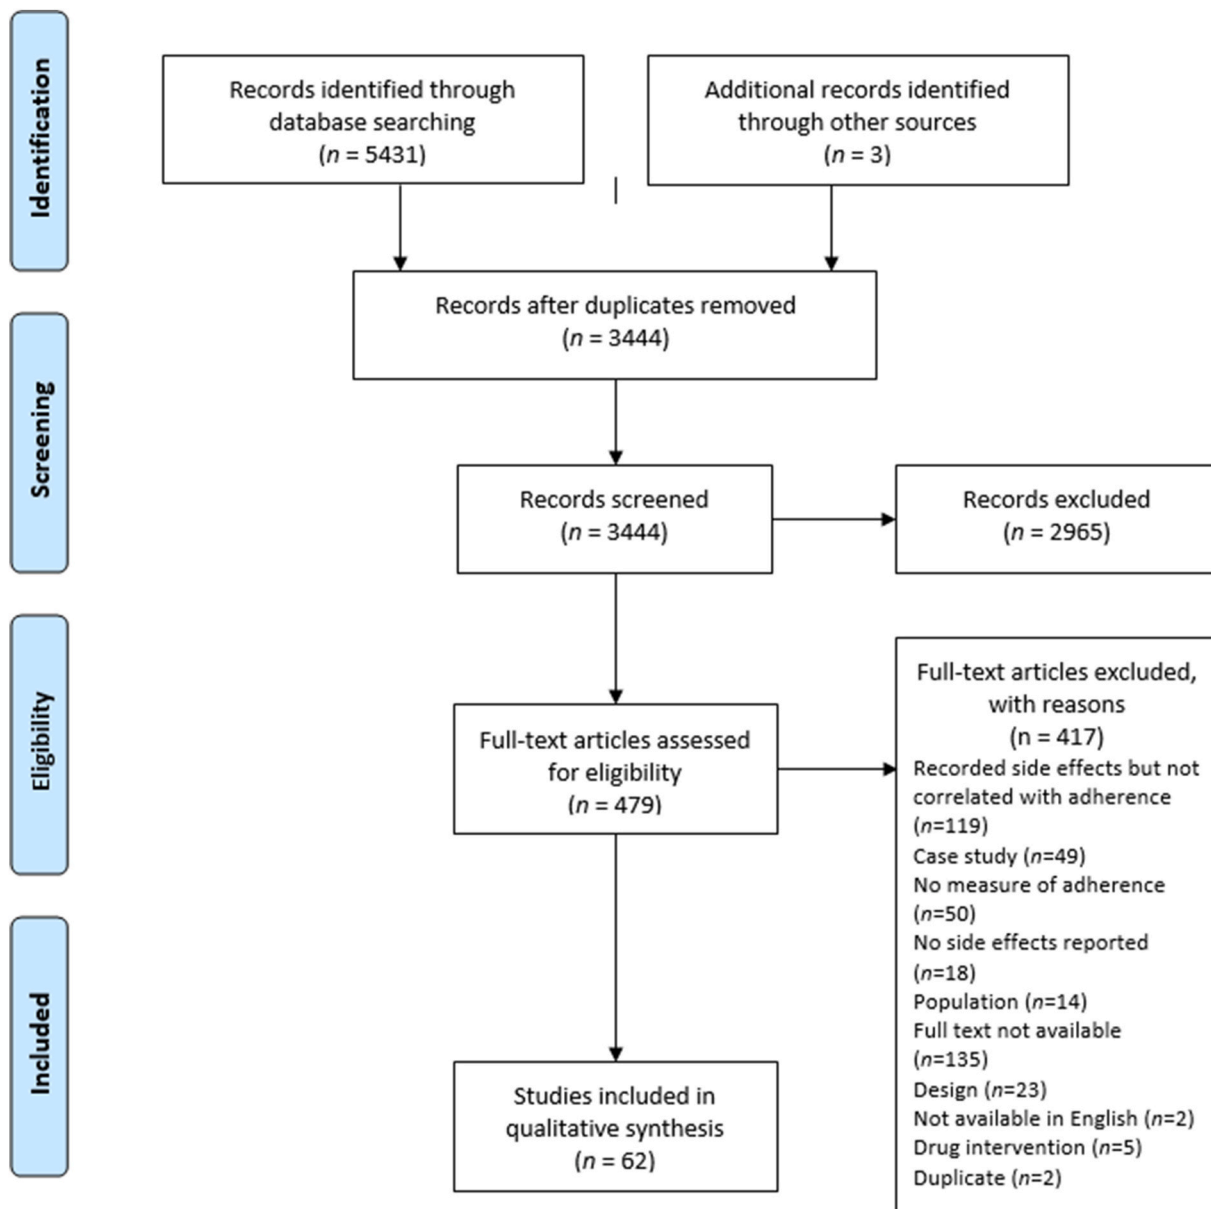 Identification
Records identified through
database searching
(n = 5431)
Additional records identified
through other sources
(n = 3)
Records after duplicates removed
(n = 3444)
Screening
Records screened
(n = 3444)
Records excluded
(n = 2965)
Eligibility
Full-text articles assessed
for eligibility
(n = 479)
Full-text articles excluded,
with reasons
(n = 417)
Recorded side effects but not
correlated with adherence
(n=119)
Case study (n=49)
No measure of adherence
(n=50)
No side effects reported
(n=18)
Population (n=14)
Full text not available
(n=135)
Design (n=23)
Not available in English (n=2)
Drug intervention (n=5)
Duplicate (n=2)
Included
Studies included in
qualitative synthesis
(n = 62)